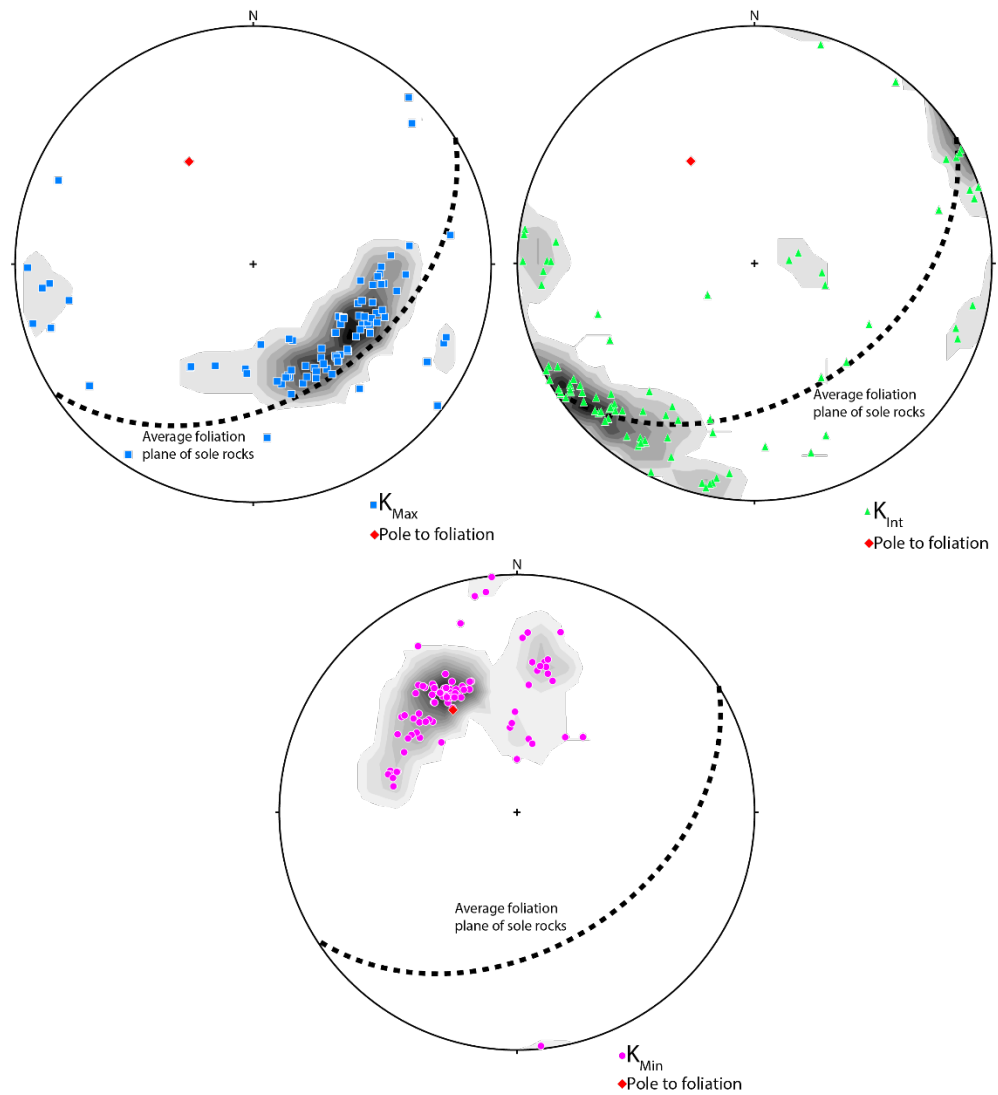 N
N
Average foliation
plane of sole rocks
Average foliation
plane of sole rocks
KMax
Pole to foliation
KInt
Pole to foliation
N
Average foliation
plane of sole rocks
KMin
Pole to foliation